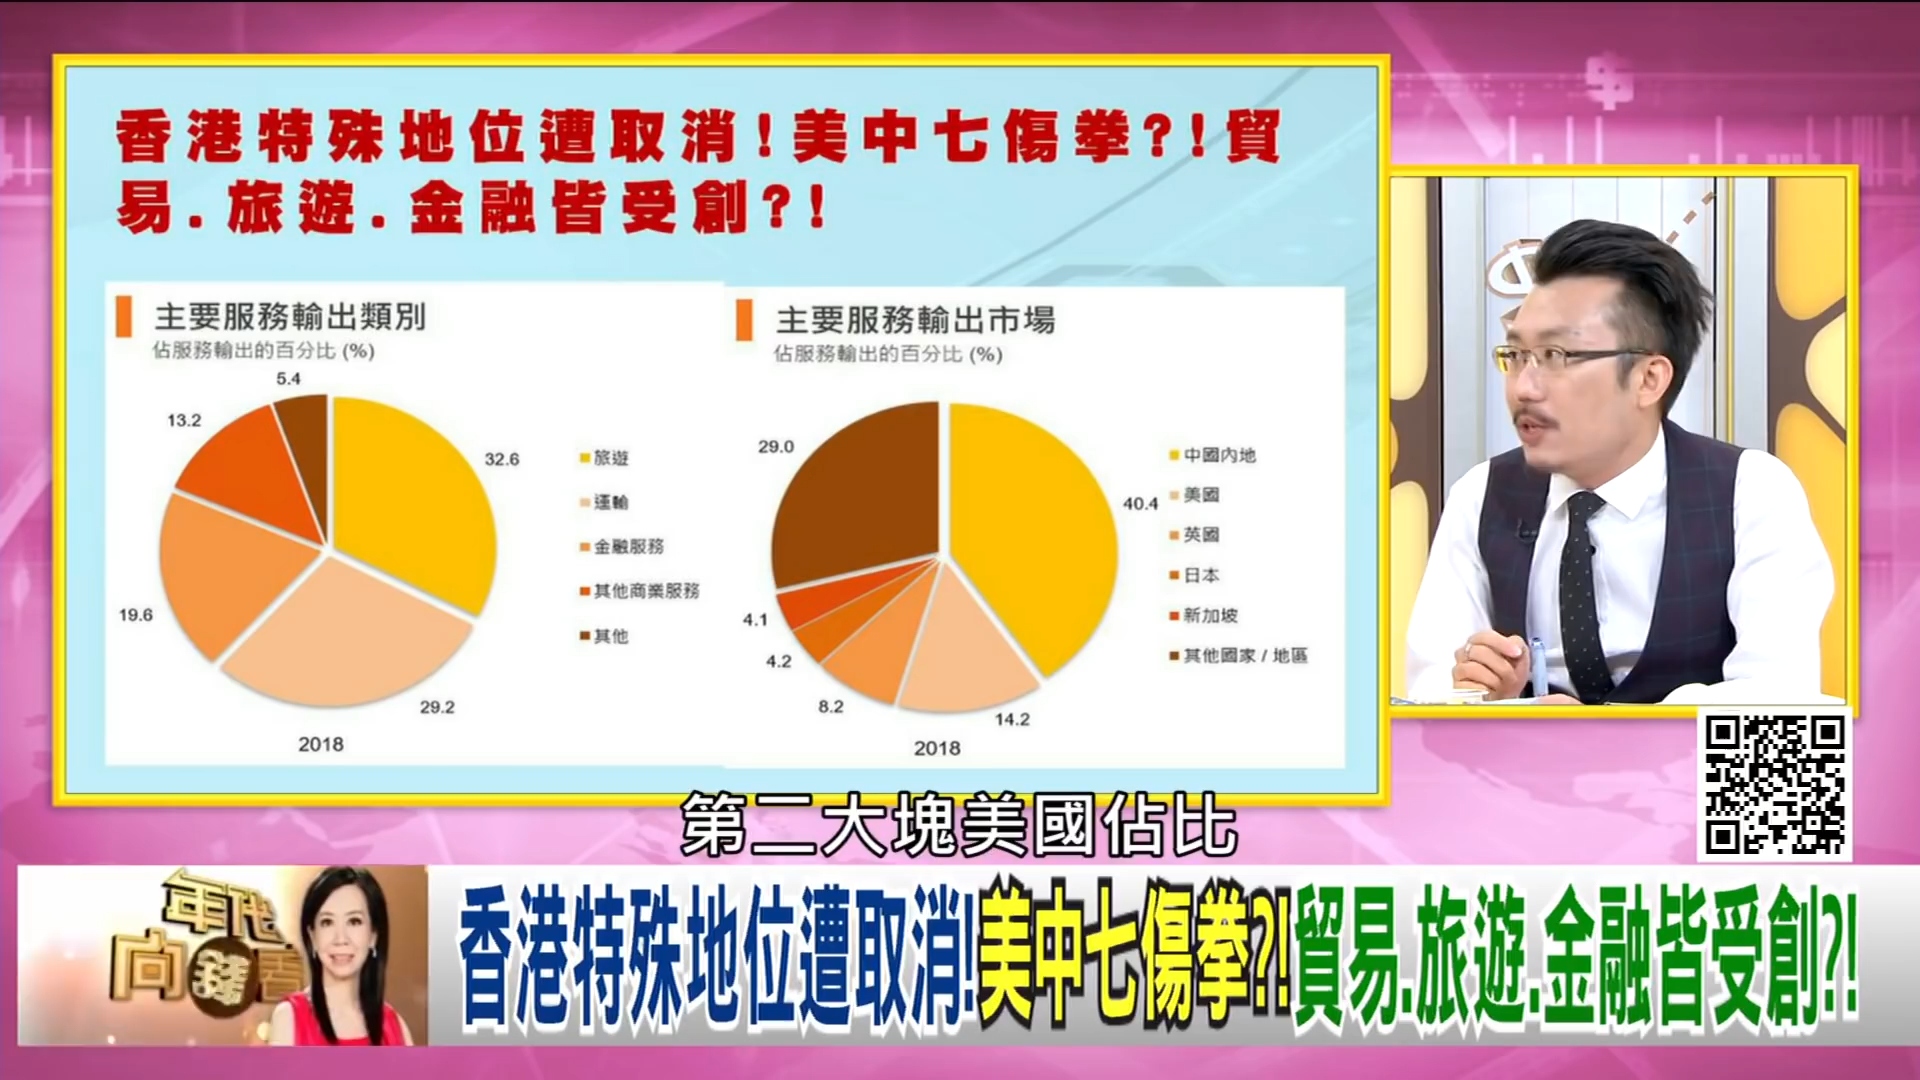 香港特殊地位遭取消!美中七傷拳?!貿
易.旅遊.金融皆受創?!
主要服務輸出類別
佔服務輸出的百分比 (%)
5.4
13.2
32.6
19.6
29.2
2018
旅遊
運輸
金融服務
其他商業服務
其他
主要服務輸出市場
佔服務輸出的百分比 (%)
29.0
40.4
4.1
4.2
8.2
14.2
2018
中國內地
美國
英國
日本
新加坡
其他國家 / 地區
第二大塊美國佔比
年代
向錢看
香港特殊地位遭取消!美中七傷拳?!貿易.旅遊.金融皆受創?!